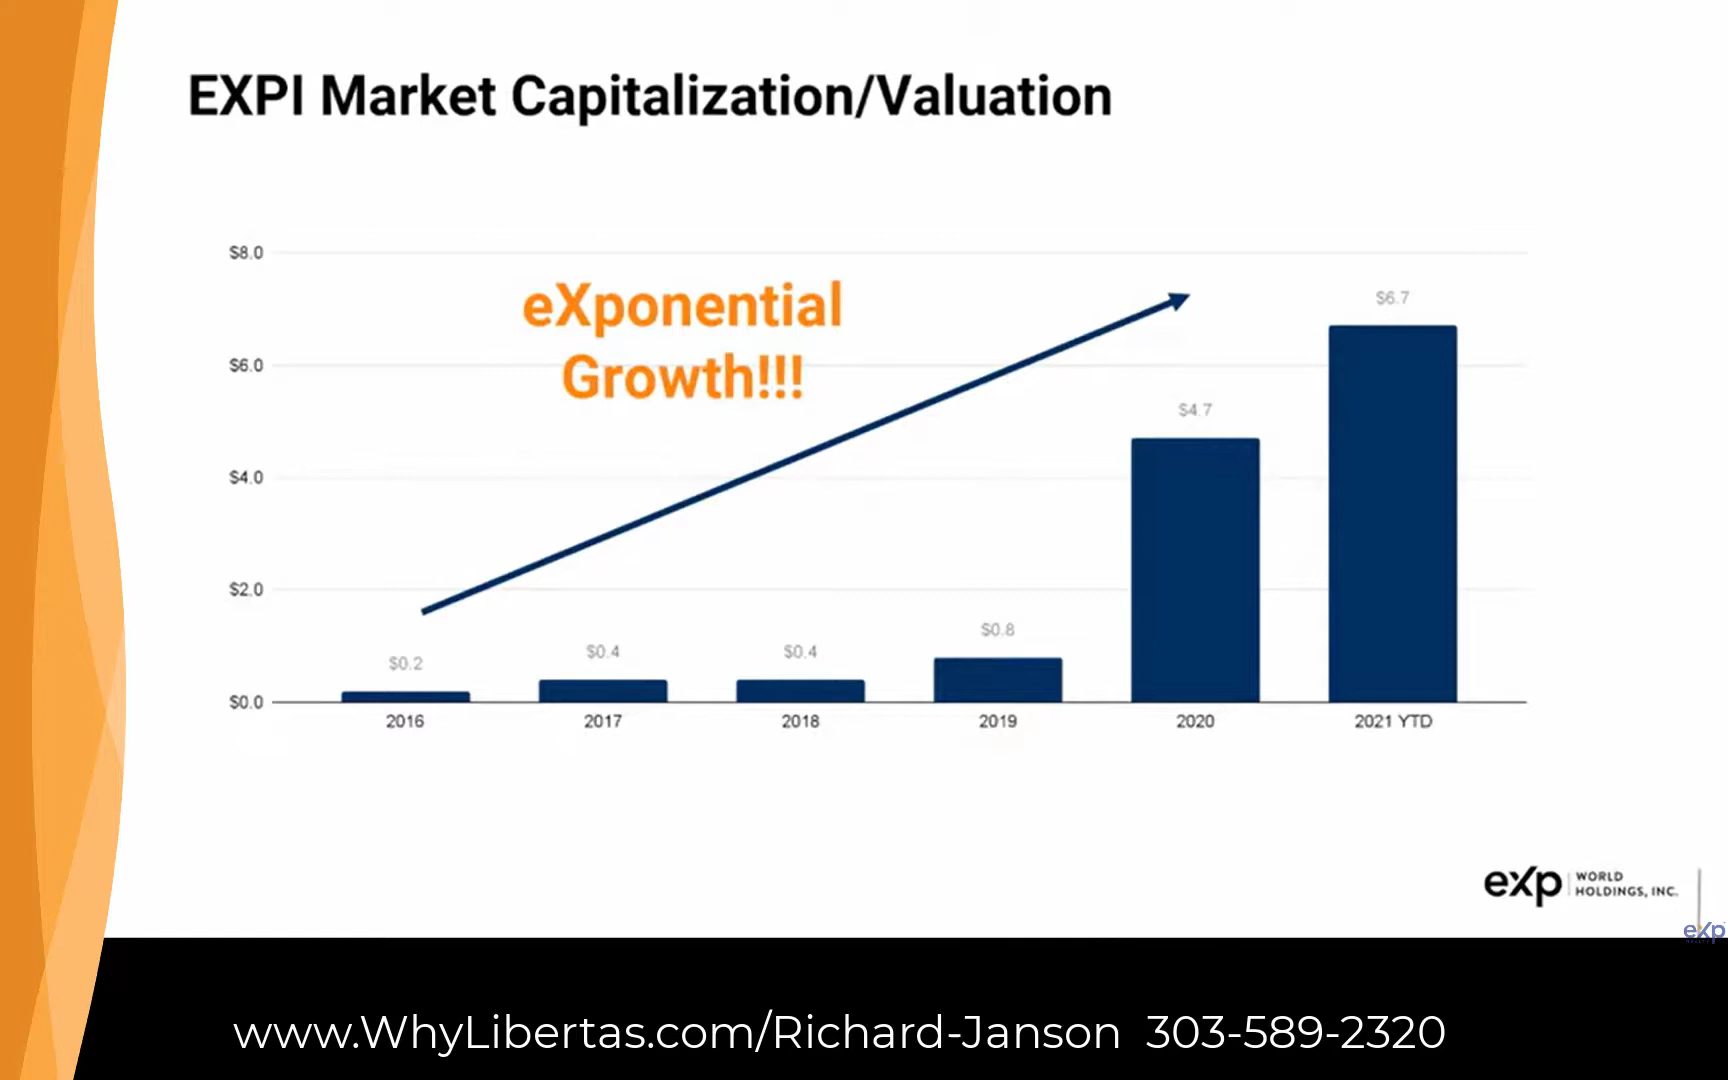 EXPI Market Capitalization/Valuation
$8.0
eXponential
Growth!!!
$6.7
$6.0
$4.7
$4.0
$2.0
$0.8
$0.4
$0.4
$0.2
$0.0
2016 2017 2018 2019 2020 2021 YTD
eXp WORLD
HOLDINGS, INC.
eXp
www.WhyLibertas.com/Richard-Janson 303-589-2320